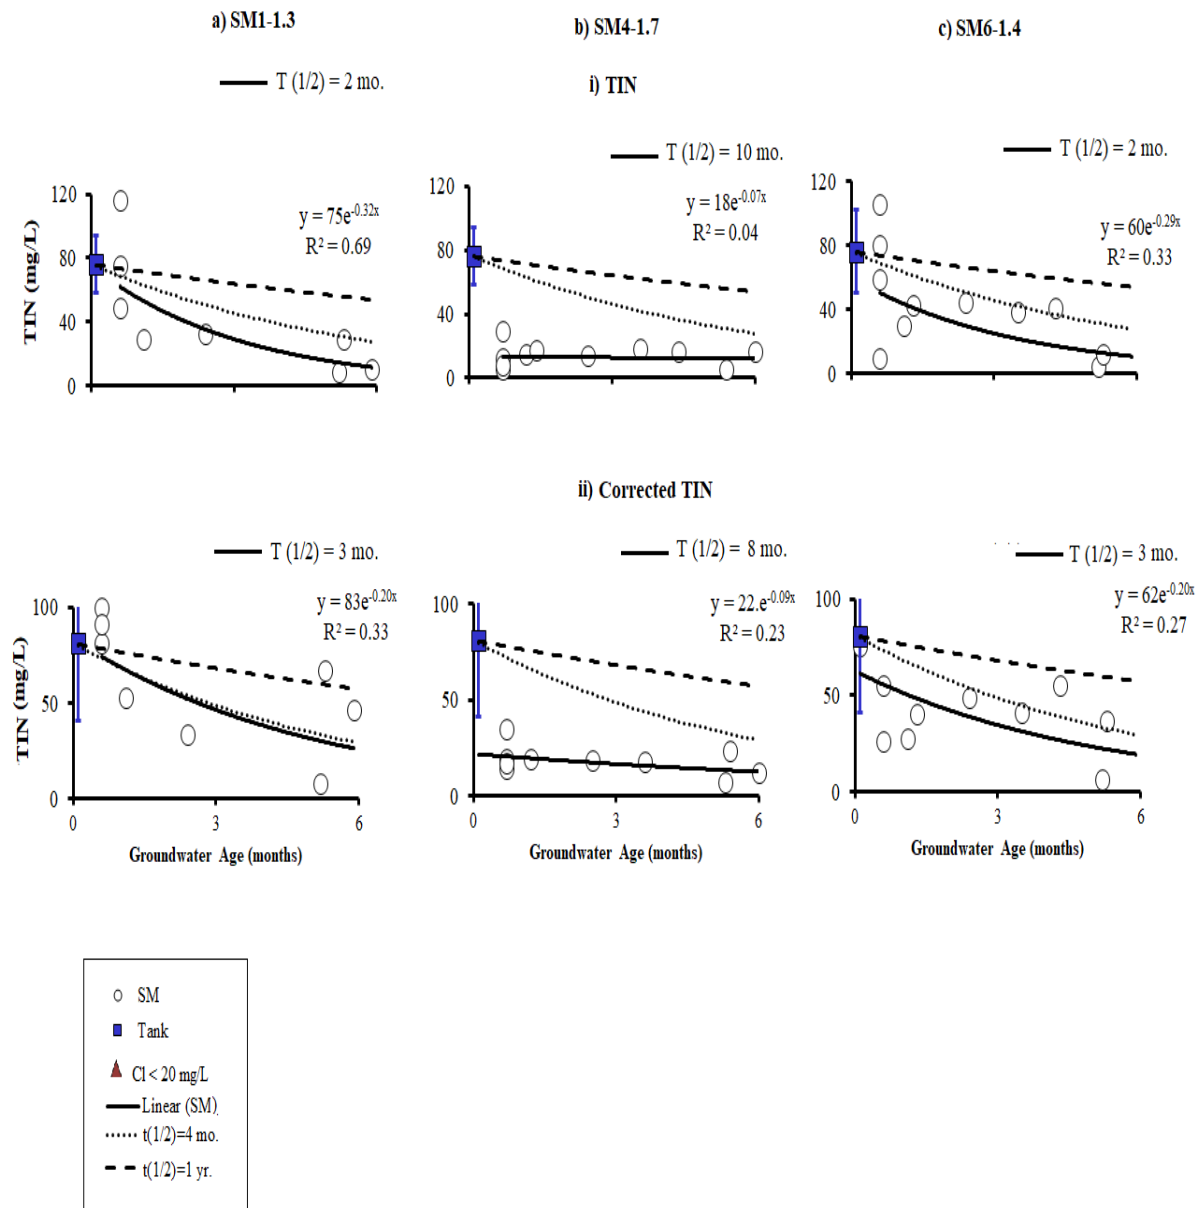 a) SM1-1.3
b) SM4-1.7
c) SM6-1.4
T (1/2) = 2 mo.
i) TIN
T (1/2) = 10 mo.
T (1/2) = 2 mo.
TIN (mg/L)
120
80
40
0
y = 75e^-0.32x
R² = 0.69
120
80
40
0
y = 18e^-0.07x
R² = 0.04
120
80
40
0
y = 60e^-0.29x
R² = 0.33
ii) Corrected TIN
T (1/2) = 3 mo.
T (1/2) = 8 mo.
T (1/2) = 3 mo.
TIN (mg/L)
100
50
0
y = 83e^-0.20x
R² = 0.33
0 3 6
Groundwater Age (months)
100
50
0
y = 22.e^-0.09x
R² = 0.23
0 3 6
Groundwater Age (months)
100
50
0
y = 62e^-0.20x
R² = 0.27
0 3 6
Groundwater Age (months)
SM
Tank
Cl < 20 mg/L
Linear (SM)
t(1/2)=4 mo.
t(1/2)=1 yr.